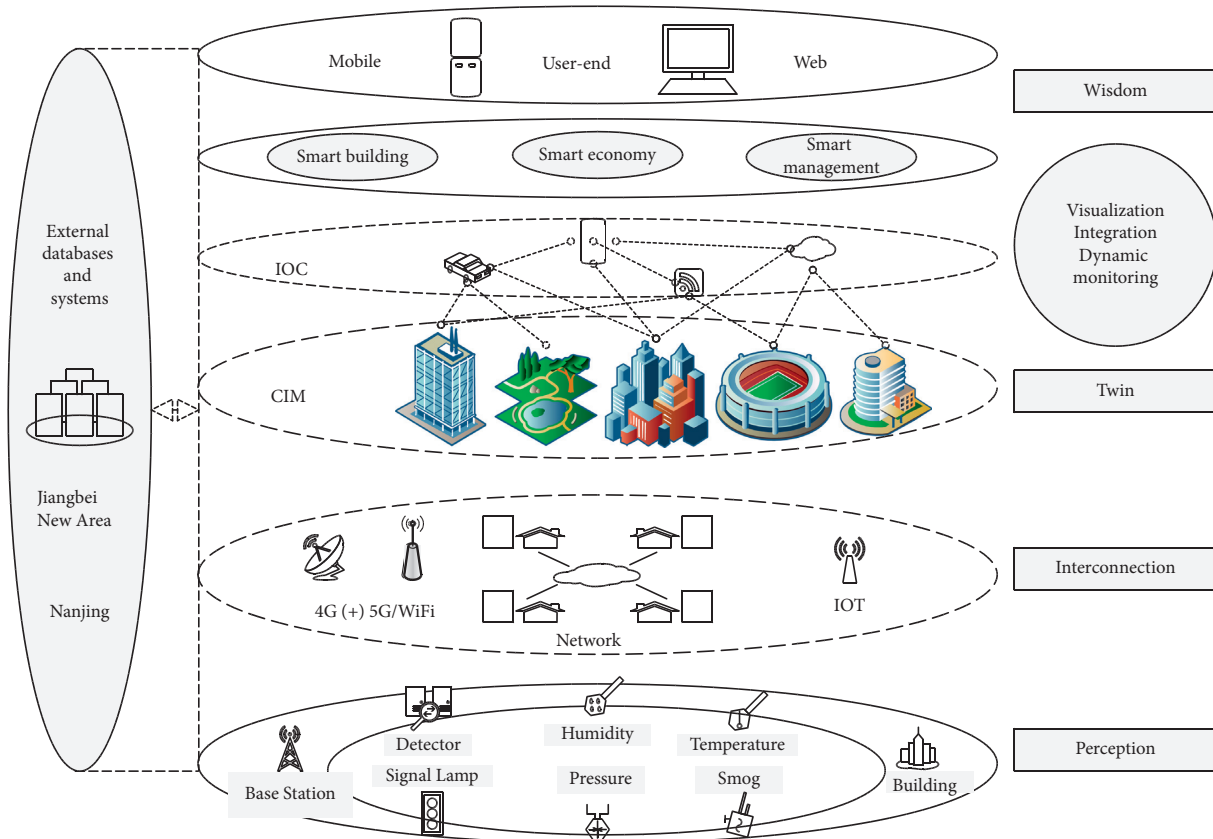 Mobile
User-end
Web
Wisdom
Smart building
Smart economy
Smart
management
External
databases
and
systems
Visualization
Integration
Dynamic
monitoring
IOC
CIM
Twin
Jiangbei
New Area
Nanjing
4G (+) 5G/WiFi
Network
IOT
Interconnection
Detector
Humidity
Temperature
Perception
Signal Lamp
Pressure
Smog
Base Station
Building